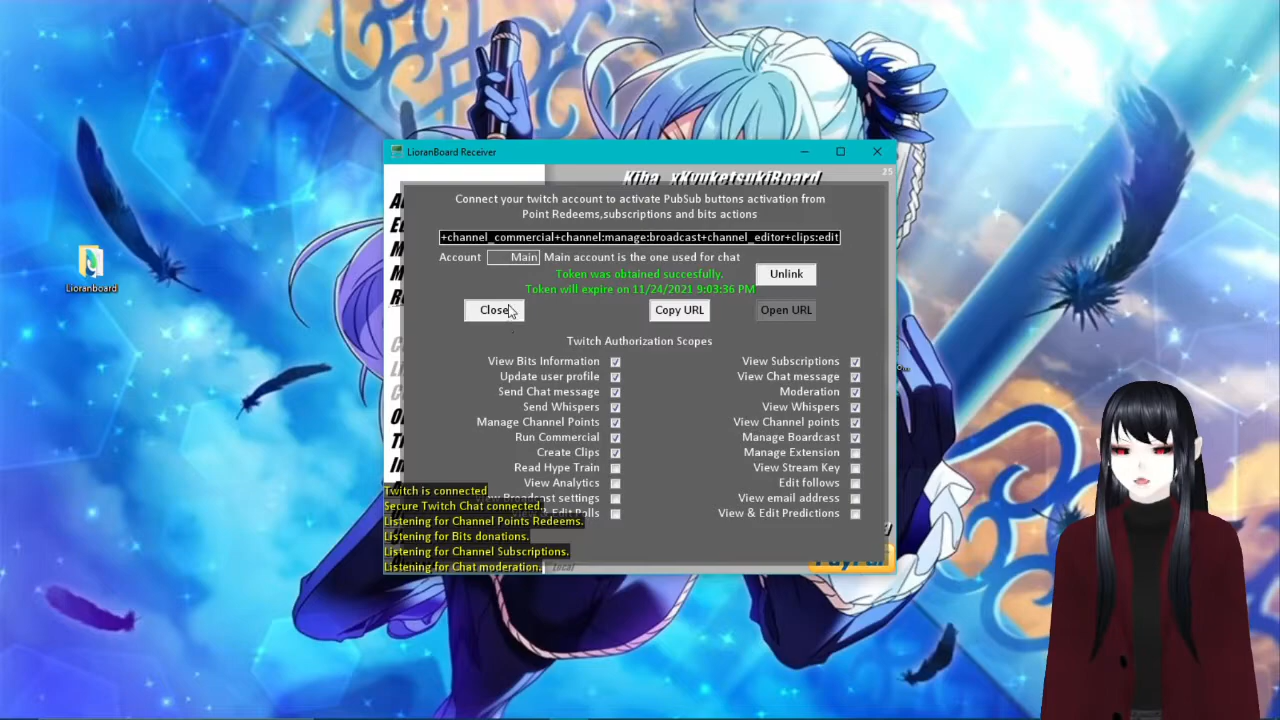 LioranBoard Receiver
Kiba_xKyuketsukiBoard
25
Connect your twitch account to activate PubSub buttons activation from
Point Redeems,subscriptions and bits actions
+channel_commercial+channel:manage:broadcast+channel_editor+clips:edit
Account Main Main account is the one used for chat
Token was obtained succesfully.
Unlink
Token will expire on 11/24/2021 9:03:36 PM
Close Copy URL Open URL
Twitch Authorization Scopes
View Bits Information View Subscriptions
Update user profile View Chat message
Send Chat message Moderation
Send Whispers View Whispers
Manage Channel Points View Channel points
Run Commercial Manage Boardcast
Create Clips Manage Extension
Read Hype Train View Stream Key
View Analytics Edit follows
Broadcast settings View email address
Edit Polls View & Edit Predictions
Twitch is connected
Secure Twitch Chat connected.
Listening for Channel Points Redeems.
Listening for Bits donations.
Listening for Channel Subscriptions.
Listening for Chat moderation.
Local
PayPal
Lioranboard